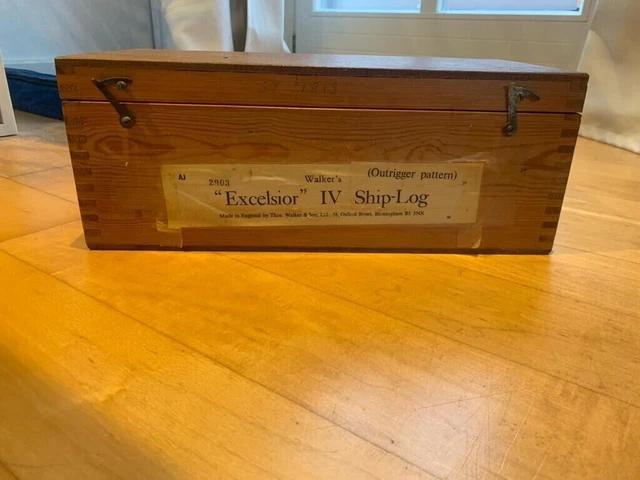 AJ 2903 Walker's (Outrigger pattern)
"Excelsior" IV Ship-Log
Made in England by Thos. Walker & Son, Ltd., 58, Oxford Street, Birmingham B5 5NX